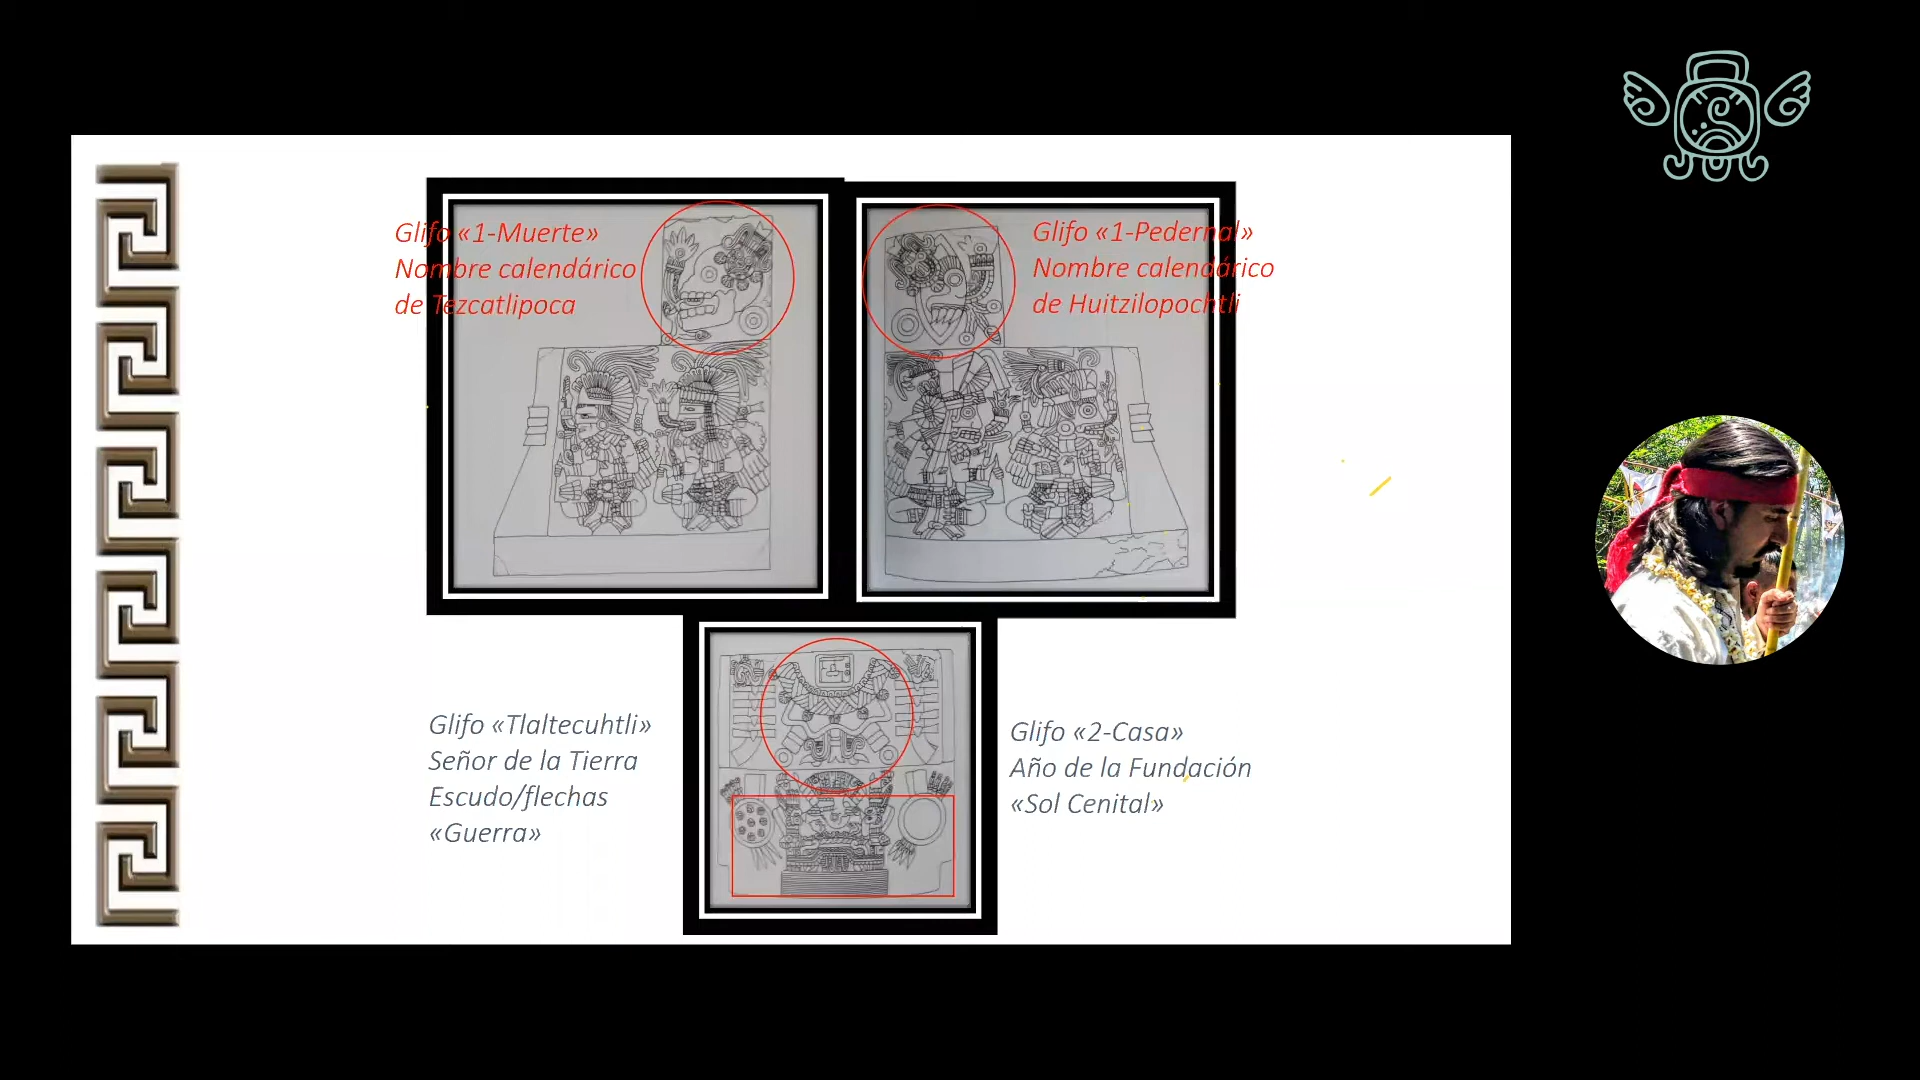 Glifo «1-Muerte»
Nombre calendárico
de Tezcatlipoca
Glifo «1-Pedernal»
Nombre calendárico
de Huitzilopochtli
Glifo «Tlaltecuhtli»
Señor de la Tierra
Escudo/flechas
«Guerra»
Glifo «2-Casa»
Año de la Fundación
«Sol Cenital»